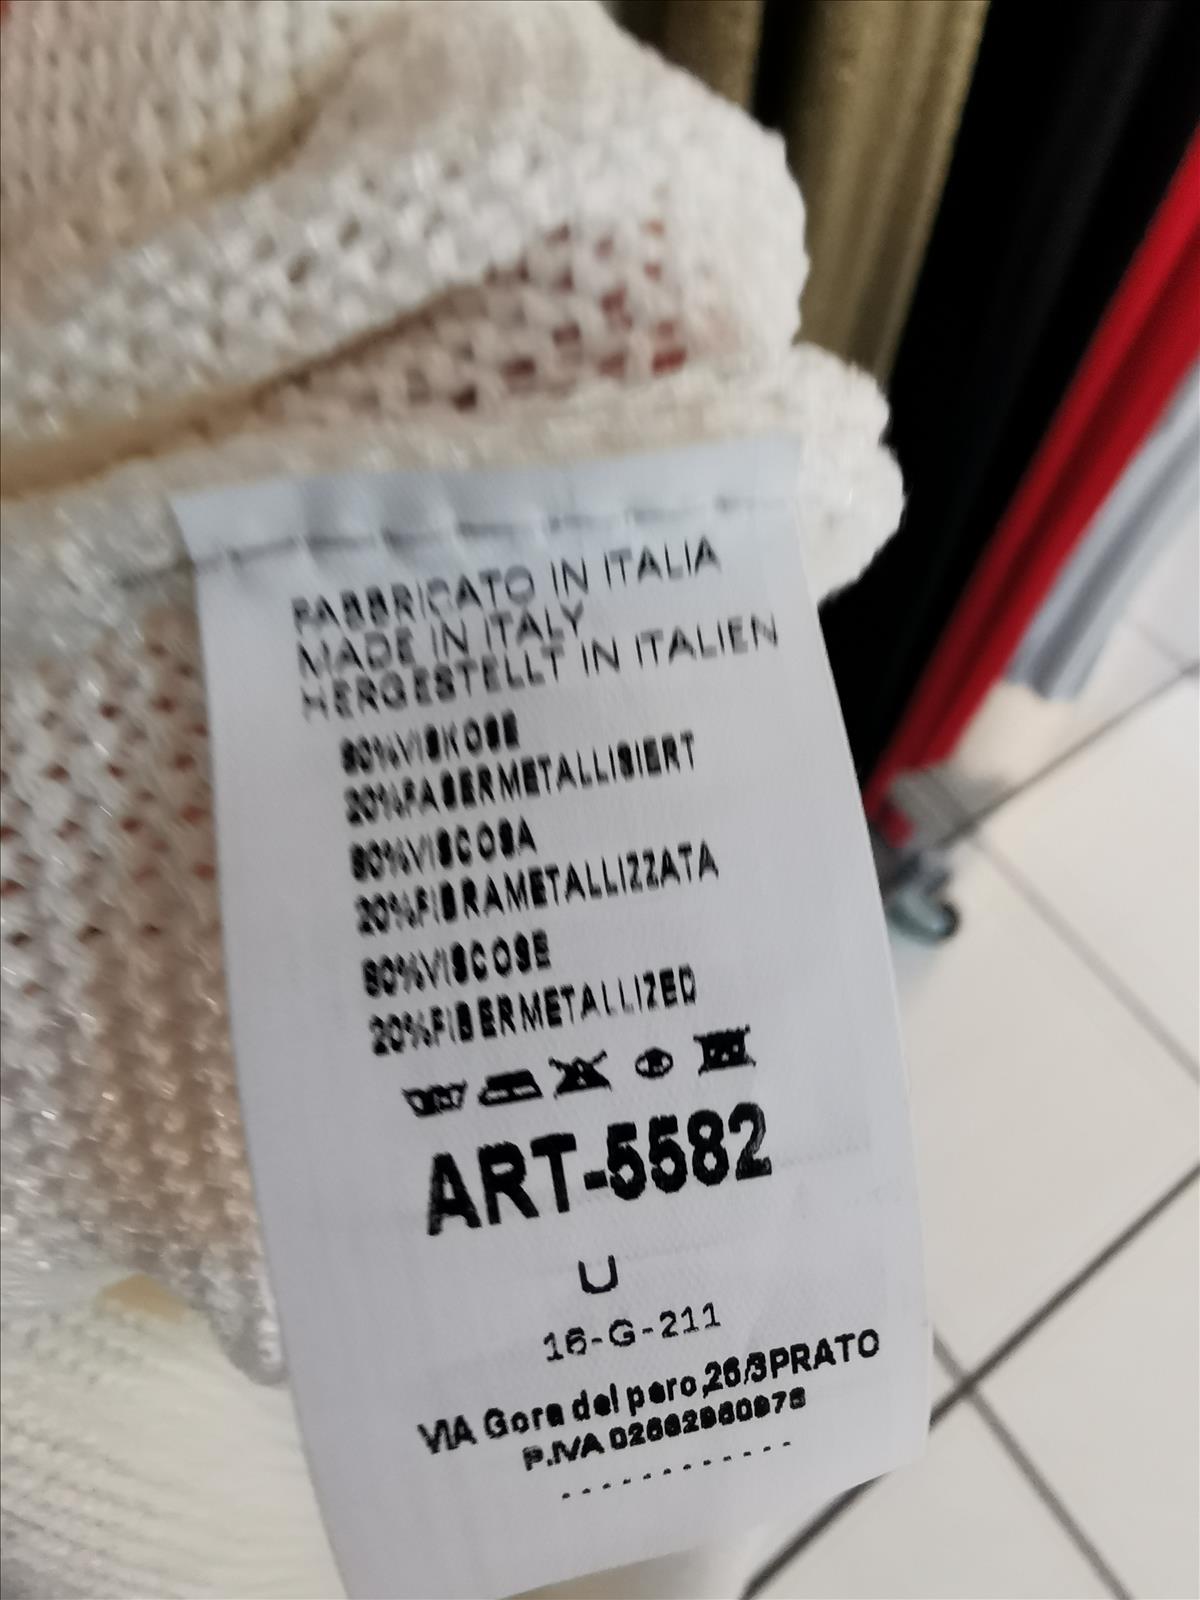 FABBRICATO IN ITALIA
MADE IN ITALY
HERGESTELLT IN ITALIEN
80%VISKOSE
20%FASERMETALLISIERT
80%VISCOSA
20%FIBRAMETALLIZZATA
80%VISCOSE
20%FIBERMETALLIZED
ART-5582
U
16-G-211
VIA Gora del pero,26/3PRATO
P.IVA